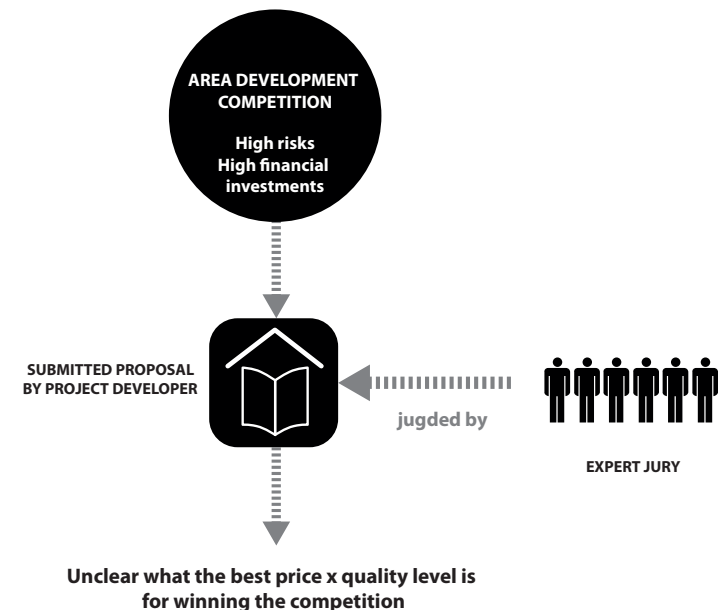 AREA DEVELOPMENT
COMPETITION
High risks
High financial
investments
SUBMITTED PROPOSAL
BY PROJECT DEVELOPER
jugded by
EXPERT JURY
Unclear what the best price x quality level is
for winning the competition